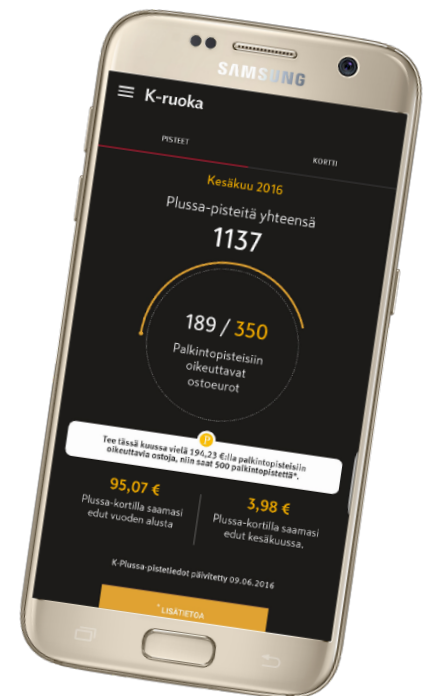 SAMSUNG
K-ruoka
PISTEET
KORTTI
Kesäkuu 2016
Plussa-pisteitä yhteensä
1137
189 / 350
Palkintopisteisiin
oikeuttavat
ostoeurot
P
Tee tässä kuussa vielä 194,23 €:lla palkintopisteisiin
oikeuttavia ostoja, niin saat 500 palkintopistettä*.
95,07 €
Plussa-kortilla saamasi
edut vuoden alusta
3,98 €
Plussa-kortilla saamasi
edut kesäkuussa.
K-Plussa-pistetiedot päivitetty 09.06.2016
* LISÄTIETOA